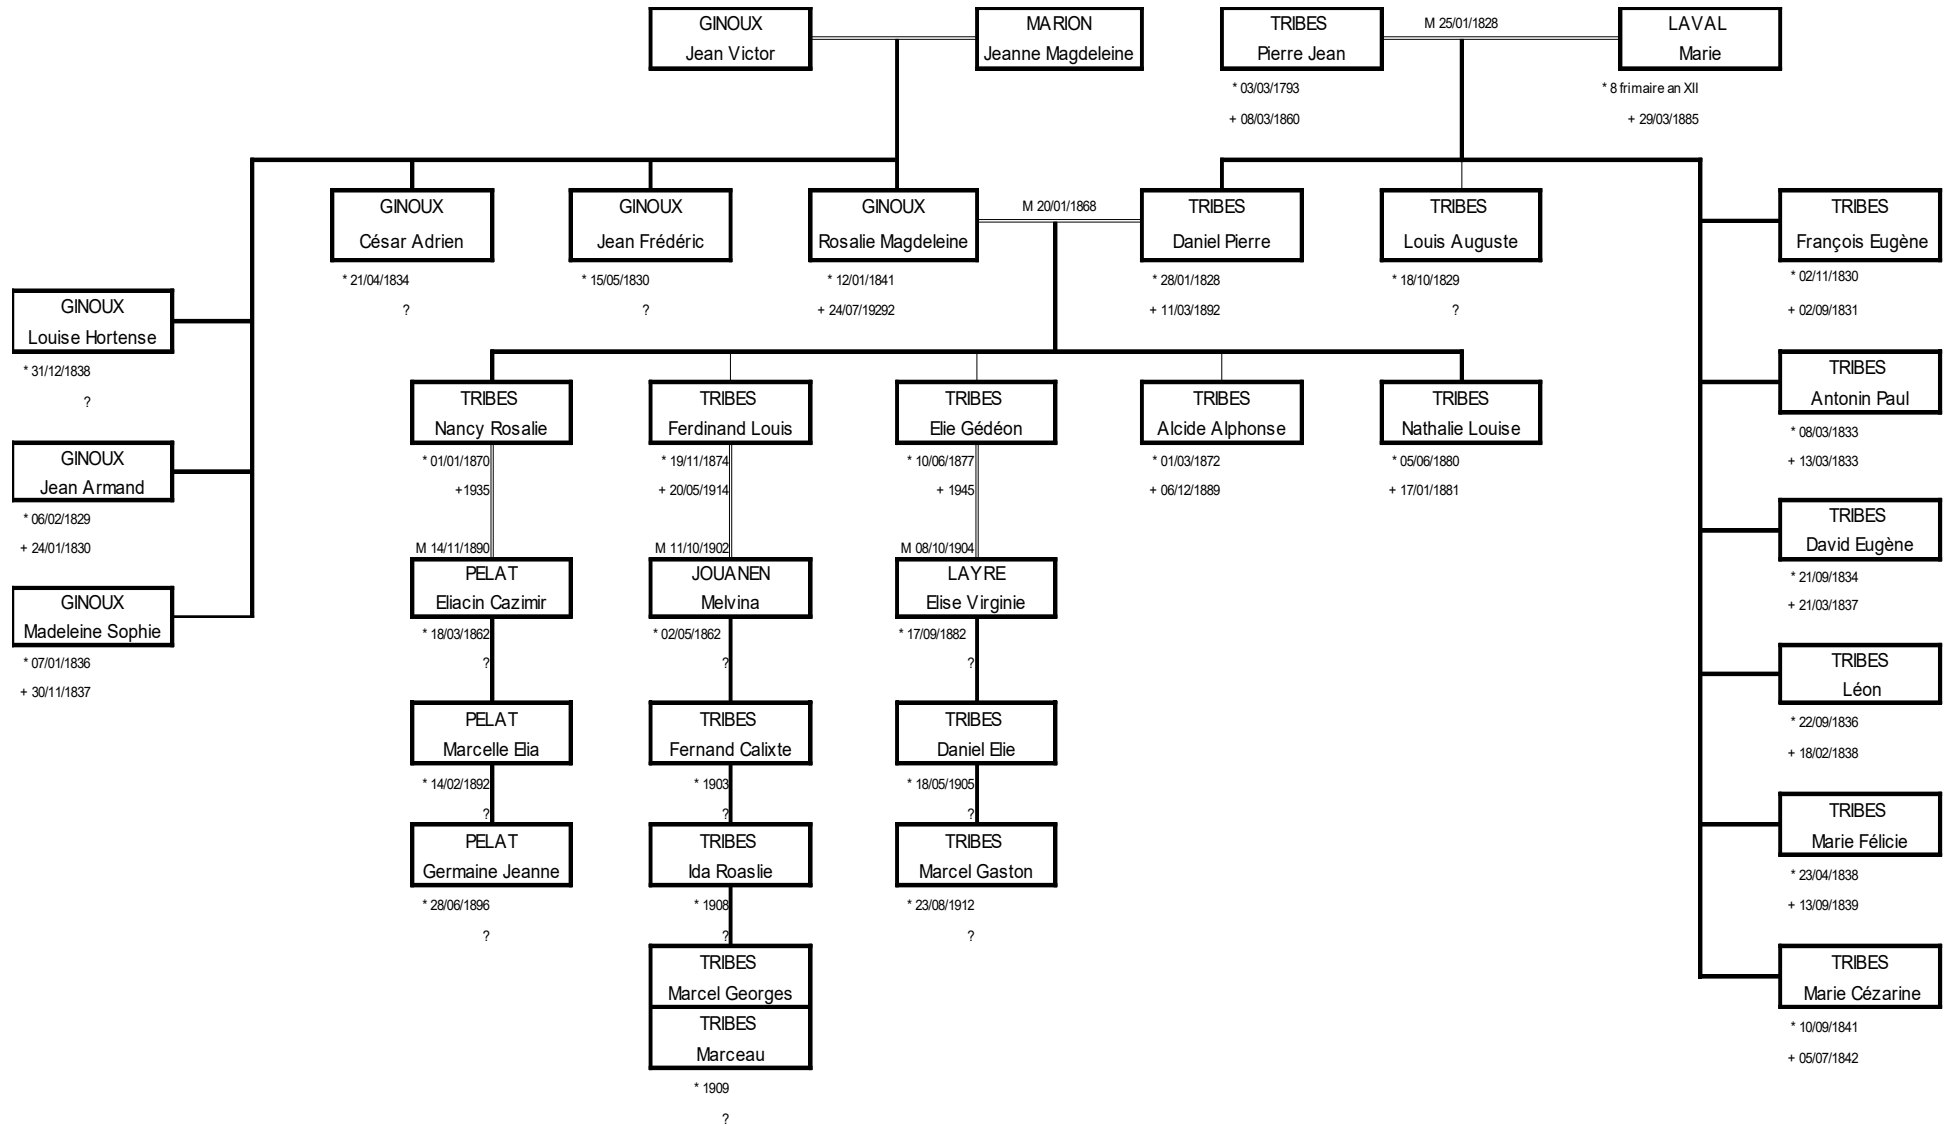 GINOUX
Jean Victor
MARION
Jeanne Magdeleine
TRIBES
Pierre Jean
M 25/01/1828
LAVAL
Marie
* 03/03/1793
+ 08/03/1860
* 8 frimaire an XII
+ 29/03/1885
GINOUX
César Adrien
* 21/04/1834
?
GINOUX
Jean Frédéric
* 15/05/1830
?
GINOUX
Rosalie Magdeleine
* 12/01/1841
+ 24/07/19292
M 20/01/1868
TRIBES
Daniel Pierre
* 28/01/1828
+ 11/03/1892
TRIBES
Louis Auguste
* 18/10/1829
?
TRIBES
François Eugène
* 02/11/1830
+ 02/09/1831
GINOUX
Louise Hortense
* 31/12/1838
?
GINOUX
Jean Armand
* 06/02/1829
+ 24/01/1830
GINOUX
Madeleine Sophie
* 07/01/1836
+ 30/11/1837
TRIBES
Nancy Rosalie
* 01/01/1870
+1935
M 14/11/1890
PELAT
Eliacin Cazimir
* 18/03/1862
?
PELAT
Marcelle Elia
* 14/02/1892
?
PELAT
Germaine Jeanne
* 28/06/1896
?
TRIBES
Ferdinand Louis
* 19/11/1874
+ 20/05/1914
M 11/10/1902
JOUANEN
Melvina
* 02/05/1862
?
TRIBES
Fernand Calixte
* 1903
?
TRIBES
Ida Roaslie
* 1908
?
TRIBES
Marcel Georges
TRIBES
Marceau
* 1909
?
TRIBES
Elie Gédéon
* 10/06/1877
+ 1945
M 08/10/1904
LAYRE
Elise Virginie
* 17/09/1882
?
TRIBES
Daniel Elie
* 18/05/1905
?
TRIBES
Marcel Gaston
* 23/08/1912
?
TRIBES
Alcide Alphonse
* 01/03/1872
+ 06/12/1889
TRIBES
Nathalie Louise
* 05/06/1880
+ 17/01/1881
TRIBES
Antonin Paul
* 08/03/1833
+ 13/03/1833
TRIBES
David Eugène
* 21/09/1834
+ 21/03/1837
TRIBES
Léon
* 22/09/1836
+ 18/02/1838
TRIBES
Marie Félicie
* 23/04/1838
+ 13/09/1839
TRIBES
Marie Cézarine
* 10/09/1841
+ 05/07/1842